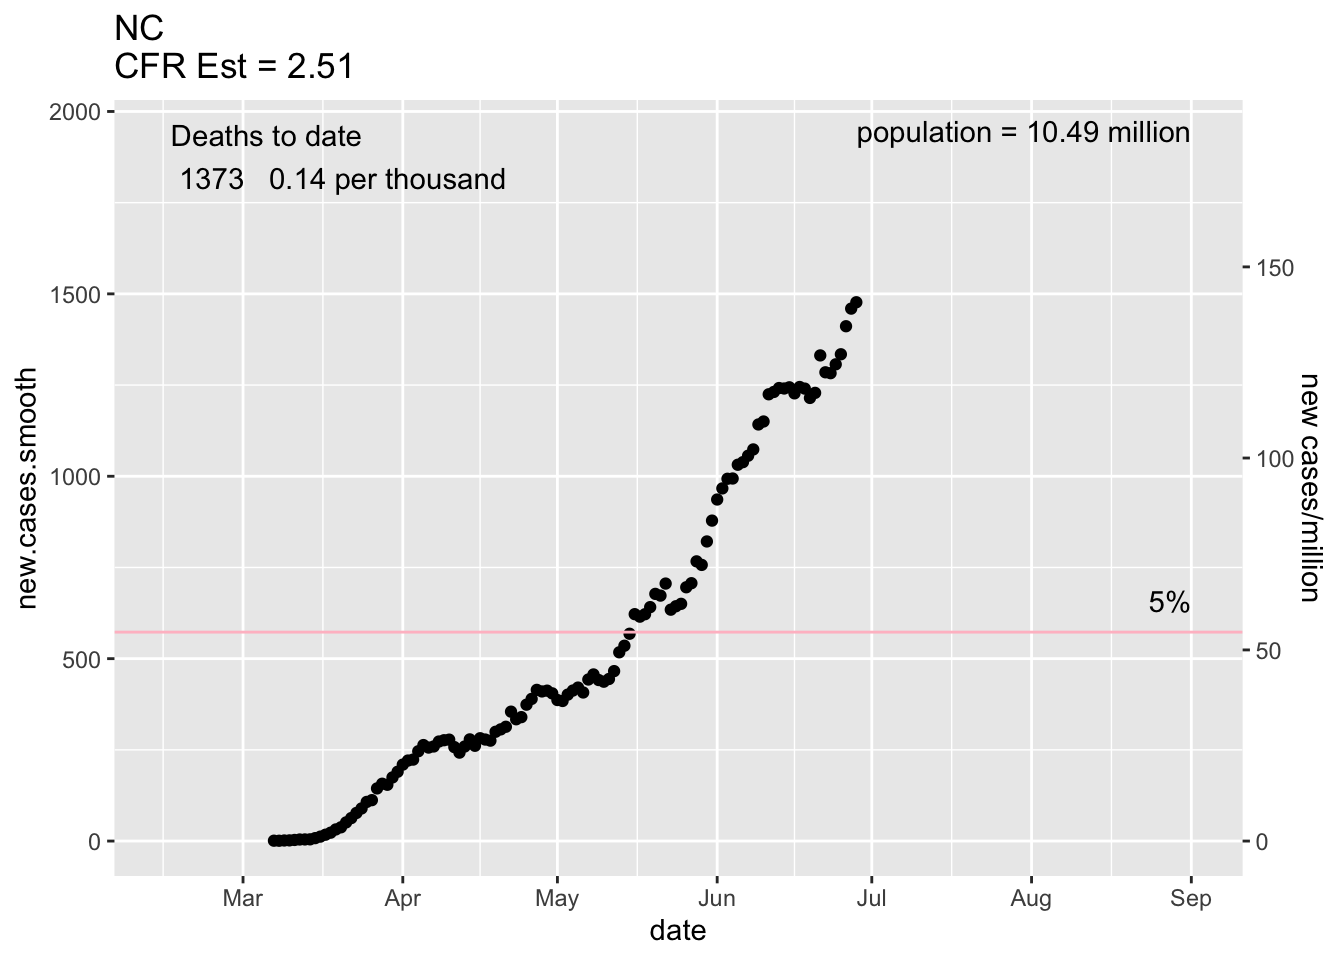 NC
CFR Est = 2.51
Deaths to date
1373 0.14 per thousand
population = 10.49 million
5%
new.cases.smooth
2000
1500
1000
500
0
150
100
50
0
new cases/million
Mar Apr May Jun Jul Aug Sep
date